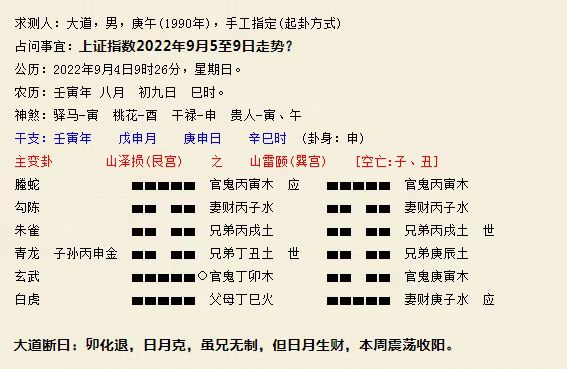 求测人：大道，男，庚午(1990年)，手工指定(起卦方式)
占问事宜：上证指数2022年9月5至9日走势？
公历：2022年9月4日9时26分，星期日。
农历：壬寅年 八月 初九日 巳时。
神煞：驿马-寅 桃花-酉 干禄-申 贵人-寅、午
干支：壬寅年 戊申月 庚申日 辛巳时 (卦身：申)
主变卦 山泽损(艮宫) 之 山雷颐(巽宫) [空亡:子、丑]
螣蛇 官鬼丙寅木 应 官鬼丙寅木
勾陈 妻财丙子水 妻财丙子水
朱雀 兄弟丙戌土 兄弟丙戌土 世
青龙 子孙丙申金 兄弟丁丑土 世 兄弟庚辰土
玄武 官鬼丁卯木 官鬼庚寅木
白虎 父母丁巳火 妻财庚子水 应
大道断曰：卯化退，日月克，虽兄无制，但日月生财，本周震荡收阳。